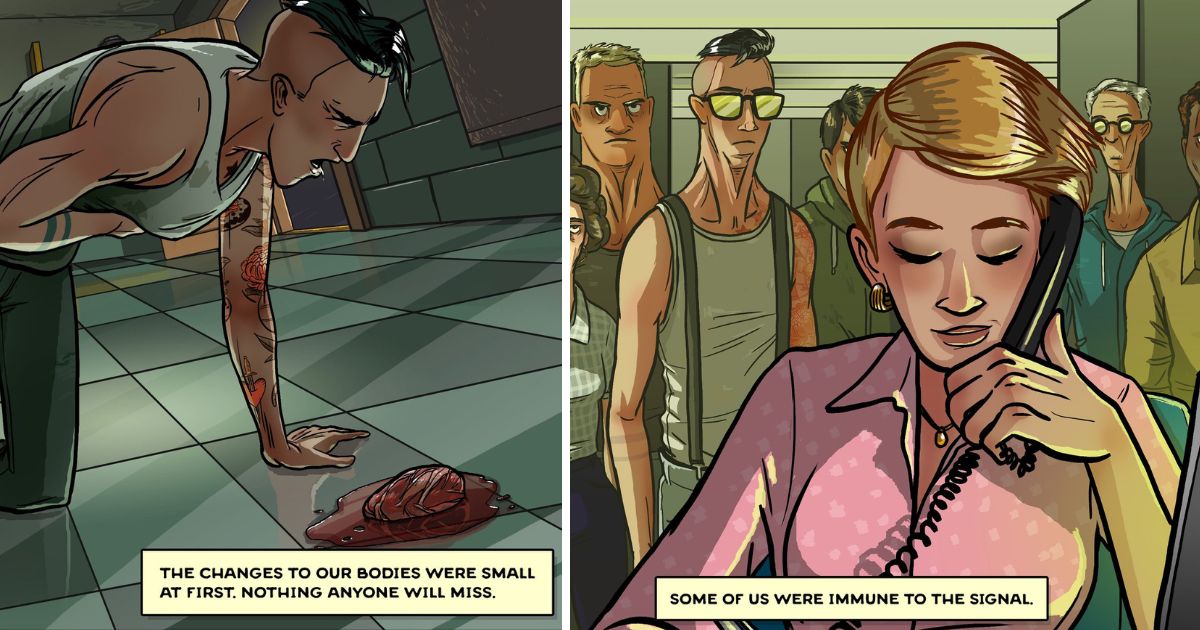 THE CHANGES TO OUR BODIES WERE SMALL
AT FIRST. NOTHING ANYONE WILL MISS.
SOME OF US WERE IMMUNE TO THE SIGNAL.